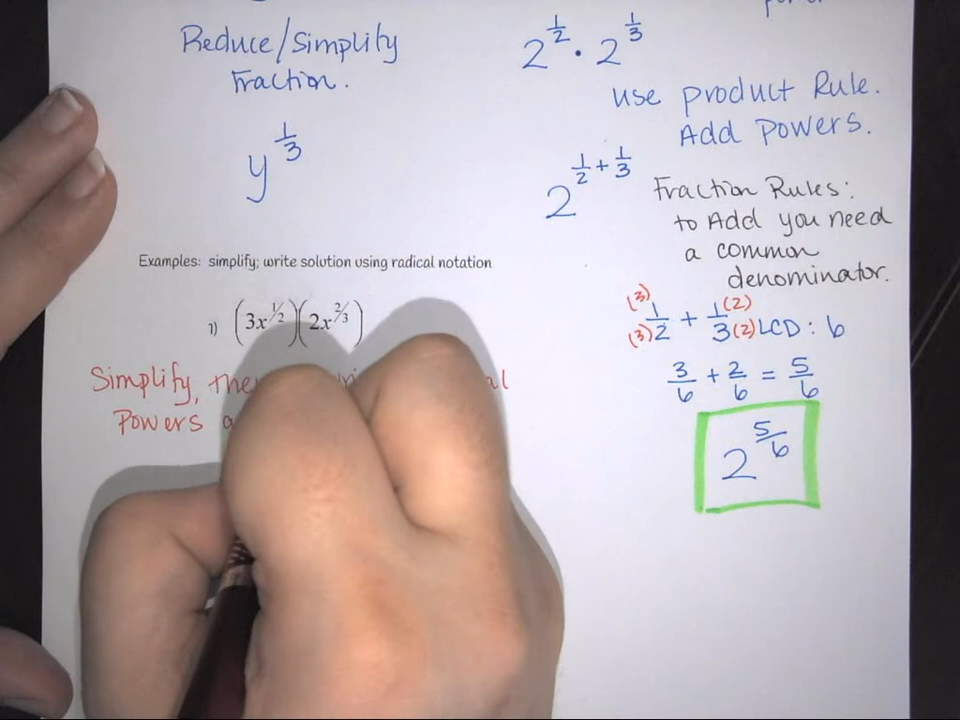 Reduce/Simplify
Fraction.
y^{1/3}
2^{1/2} · 2^{1/3}
use product Rule.
Add Powers.
2^{1/2 + 1/3}
Fraction Rules:
to Add you need
a common
denominator.
(3) 1 + 1 (2)
(3) 2 3 (2) LCD: 6
3/6 + 2/6 = 5/6
2^{5/6}
Examples: simplify; write solution using radical notation
1) (3x^{1/2})(2x^{2/3})
Simplify,
Powers